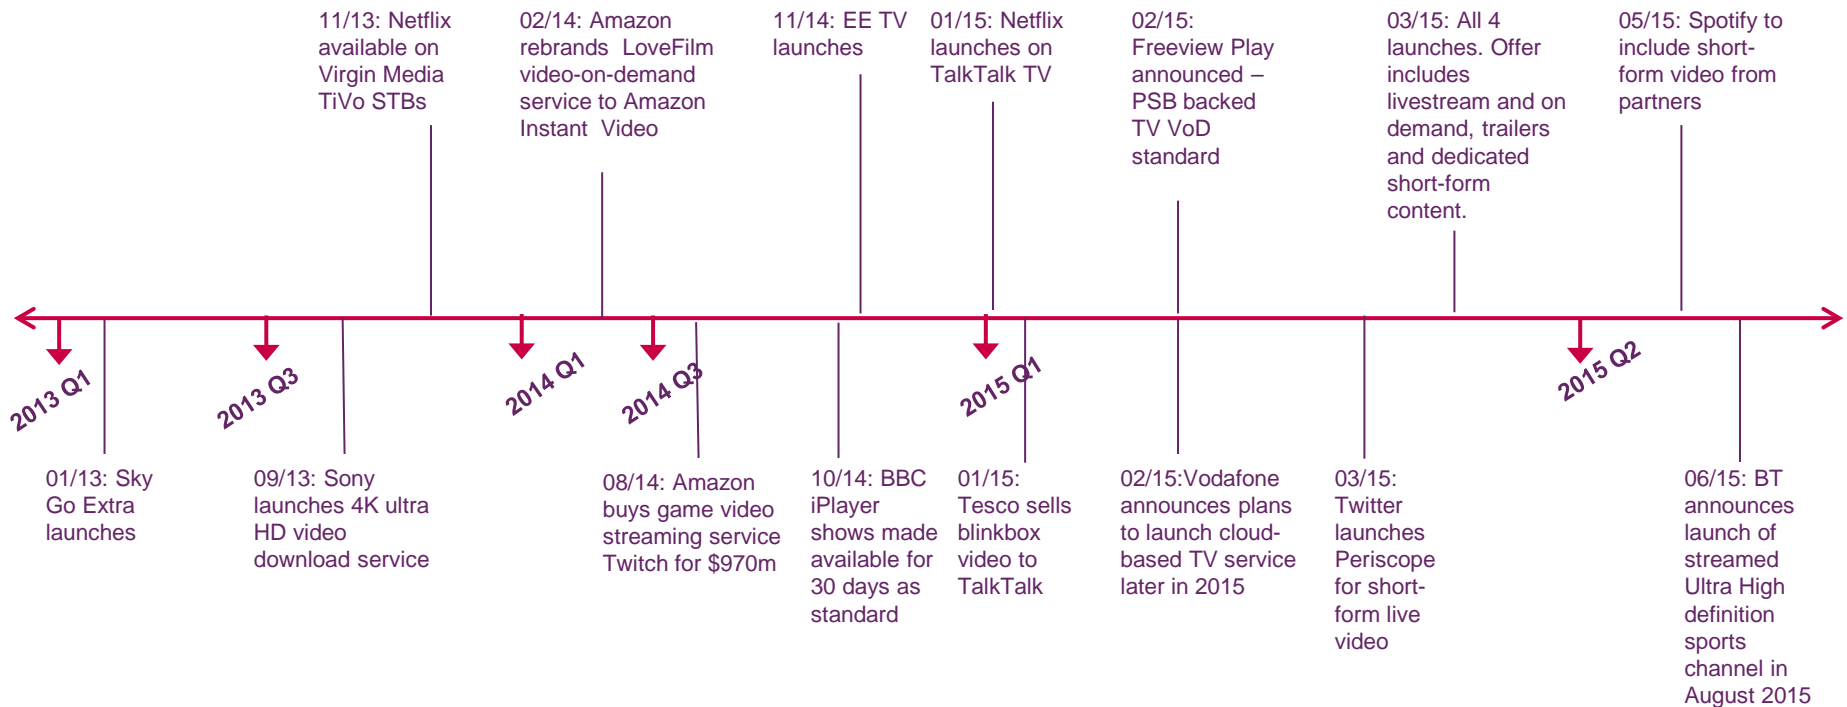 11/13: Netflix
available on
Virgin Media
TiVo STBs
02/14: Amazon
rebrands LoveFilm
video-on-demand
service to Amazon
Instant Video
11/14: EE TV
launches
01/15: Netflix
launches on
TalkTalk TV
02/15:
Freeview Play
announced –
PSB backed
TV VoD
standard
03/15: All 4
launches. Offer
includes
livestream and on
demand, trailers
and dedicated
short-form
content.
05/15: Spotify to
include short-
form video from
partners
2013 Q1
2013 Q3
2014 Q1
2014 Q3
2015 Q1
2015 Q2
01/13: Sky
Go Extra
launches
09/13: Sony
launches 4K ultra
HD video
download service
08/14: Amazon
buys game video
streaming service
Twitch for $970m
10/14: BBC
iPlayer
shows made
available for
30 days as
standard
01/15:
Tesco sells
blinkbox
video to
TalkTalk
02/15:Vodafone
announces plans
to launch cloud-
based TV service
later in 2015
03/15:
Twitter
launches
Periscope
for short-
form live
video
06/15: BT
announces
launch of
streamed
Ultra High
definition
sports
channel in
August 2015